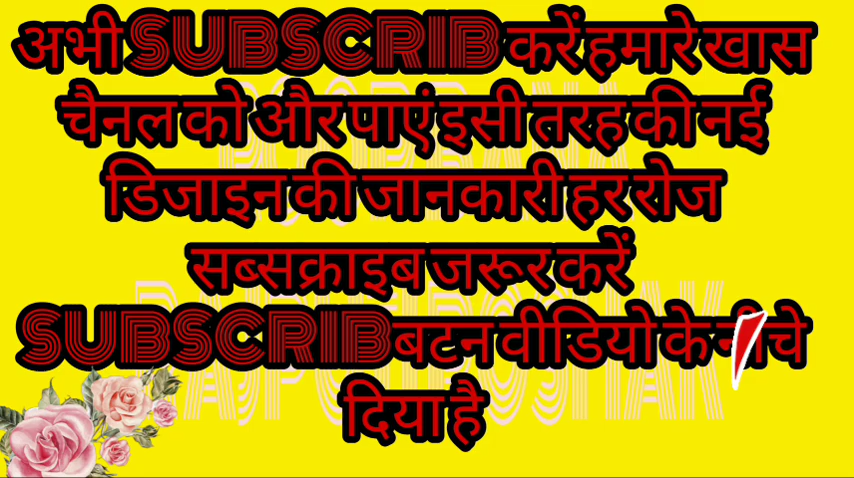 अभी SUBSCRIB करें हमारे खास
चैनल को और पाएं इसी तरह की नई
डिजाइन की जानकारी हर रोज
सब्सक्राइब जरूर करें
SUBSCRIB बटन वीडियो के नीचे
दिया है